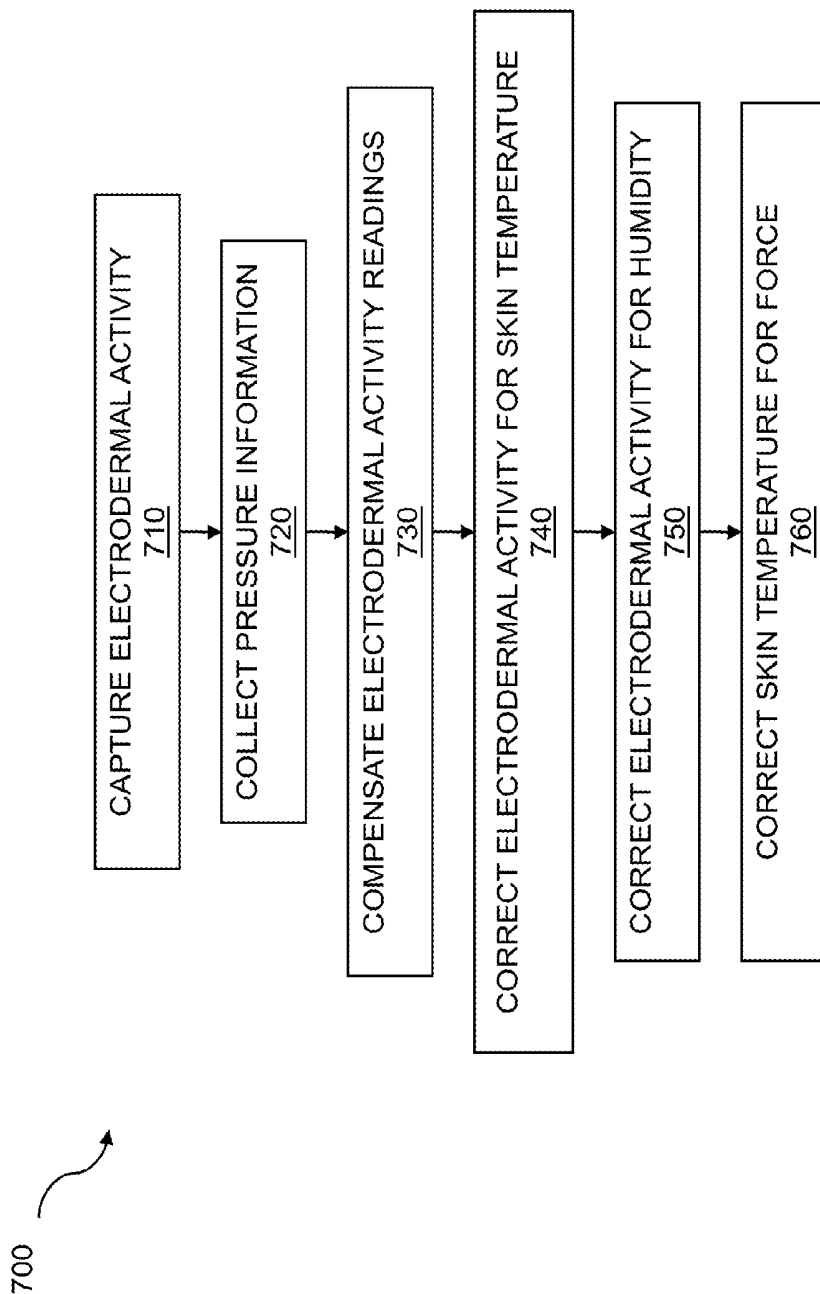 700
CAPTURE ELECTRODERMAL ACTIVITY
710
COLLECT PRESSURE INFORMATION
720
COMPENSATE ELECTRODERMAL ACTIVITY READINGS
730
CORRECT ELECTRODERMAL ACTIVITY FOR SKIN TEMPERATURE
740
CORRECT ELECTRODERMAL ACTIVITY FOR HUMIDITY
750
CORRECT SKIN TEMPERATURE FOR FORCE
760